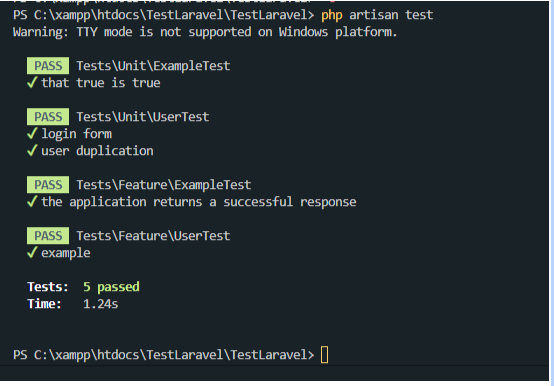 PS C:\xampp\htdocs\TestLaravel\TestLaravel> php artisan test
Warning: TTY mode is not supported on Windows platform.
PASS Tests\Unit\ExampleTest
✓ that true is true
PASS Tests\Unit\UserTest
✓ login form
✓ user duplication
PASS Tests\Feature\ExampleTest
✓ the application returns a successful response
PASS Tests\Feature\UserTest
✓ example
Tests: 5 passed
Time: 1.24s
PS C:\xampp\htdocs\TestLaravel\TestLaravel>